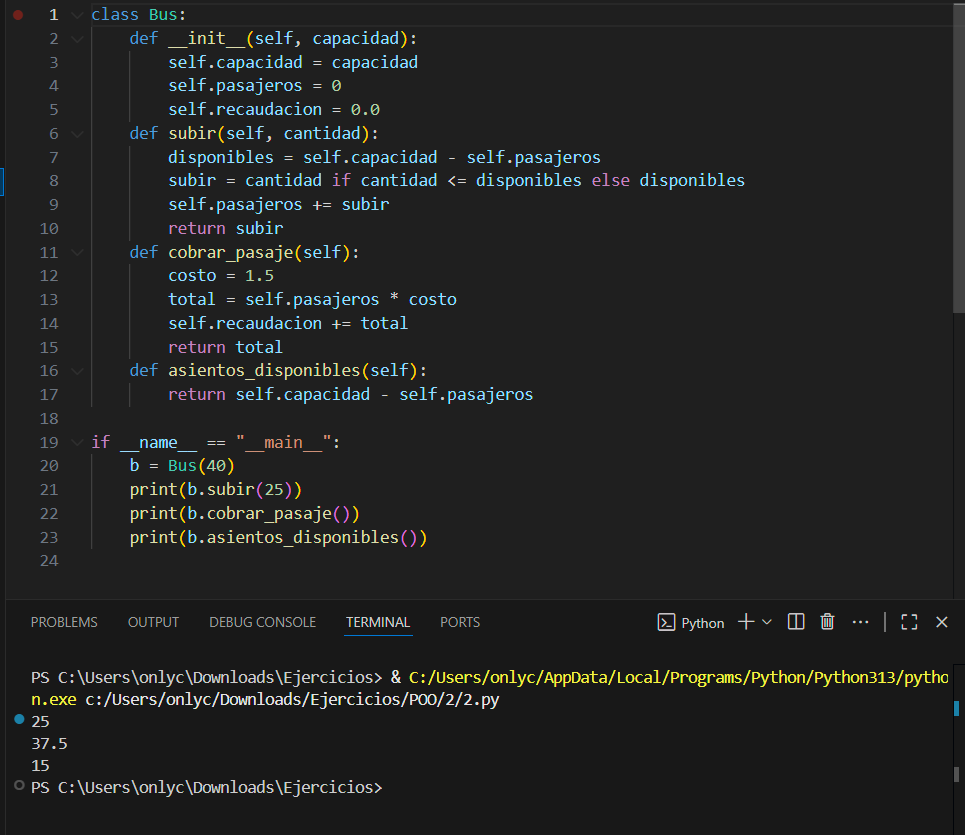 1 class Bus:
2     def __init__(self, capacidad):
3         self.capacidad = capacidad
4         self.pasajeros = 0
5         self.recaudacion = 0.0
6     def subir(self, cantidad):
7         disponibles = self.capacidad - self.pasajeros
8         subir = cantidad if cantidad <= disponibles else disponibles
9         self.pasajeros += subir
10         return subir
11     def cobrar_pasaje(self):
12         costo = 1.5
13         total = self.pasajeros * costo
14         self.recaudacion += total
15         return total
16     def asientos_disponibles(self):
17         return self.capacidad - self.pasajeros
18
19 if __name__ == "__main__":
20     b = Bus(40)
21     print(b.subir(25))
22     print(b.cobrar_pasaje())
23     print(b.asientos_disponibles())
24
PROBLEMS OUTPUT DEBUG CONSOLE TERMINAL PORTS Python
PS C:\Users\onlyc\Downloads\Ejercicios> & C:/Users/onlyc/AppData/Local/Programs/Python/Python313/pytho
n.exe c:/Users/onlyc/Downloads/Ejercicios/POO/2/2.py
25
37.5
15
PS C:\Users\onlyc\Downloads\Ejercicios>